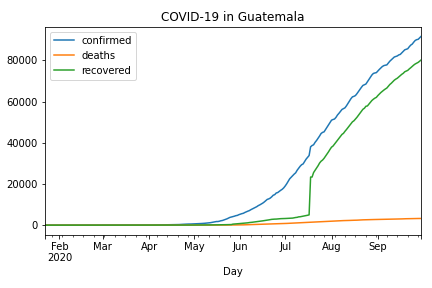 COVID-19 in Guatemala
confirmed
deaths
recovered
80000
60000
40000
20000
0
Feb Mar Apr May Jun Jul Aug Sep
2020
Day